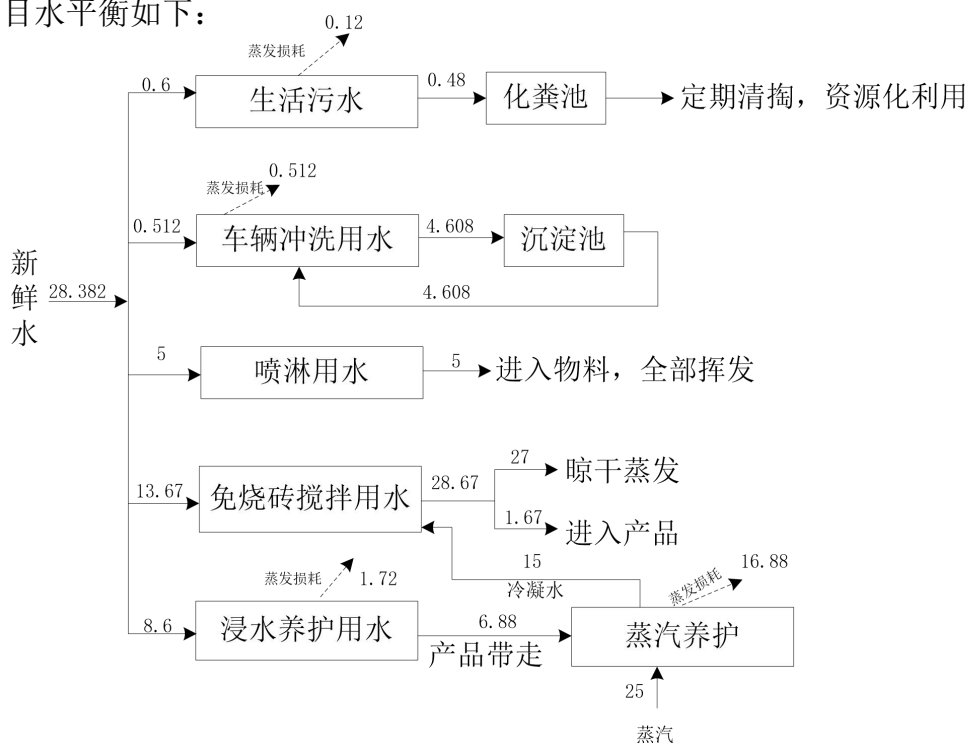 目水平衡如下：
0.12
蒸发损耗
0.6
生活污水
0.48
化粪池
定期清掏，资源化利用
0.512
蒸发损耗
0.512
车辆冲洗用水
4.608
沉淀池
4.608
新鲜水
28.382
5
喷淋用水
5
进入物料，全部挥发
13.67
免烧砖搅拌用水
28.67
27
晾干蒸发
1.67
进入产品
15
冷凝水
蒸发损耗
1.72
8.6
浸水养护用水
6.88
产品带走
蒸发损耗
16.88
蒸汽养护
25
蒸汽